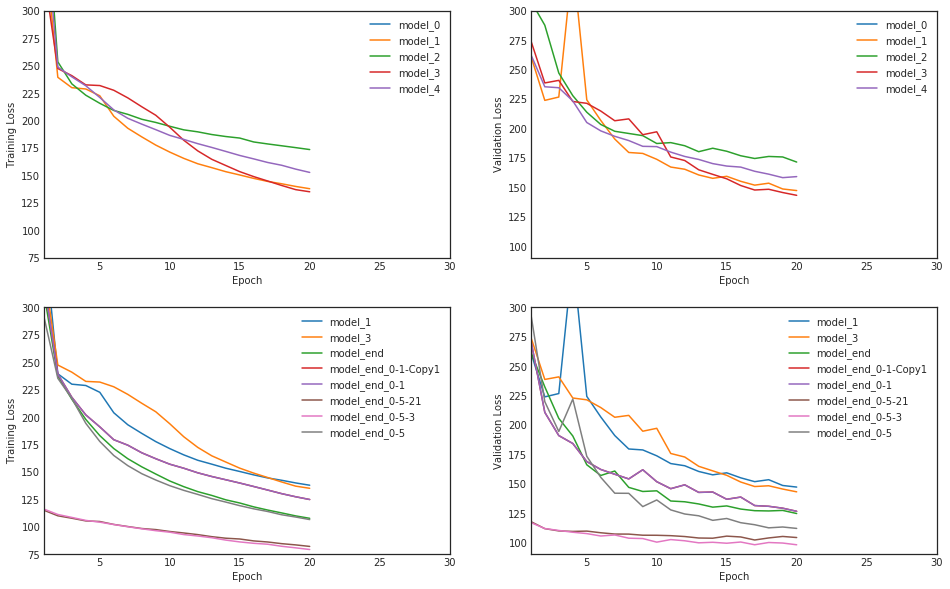 300
275
250
225
200
175
150
125
100
75
Training Loss
5
10
15
20
25
30
Epoch
model_0
model_1
model_2
model_3
model_4
300
275
250
225
200
175
150
125
100
Validation Loss
5
10
15
20
25
30
Epoch
model_0
model_1
model_2
model_3
model_4
300
275
250
225
200
175
150
125
100
75
Training Loss
5
10
15
20
25
30
Epoch
model_1
model_3
model_end
model_end_0-1-Copy1
model_end_0-1
model_end_0-5-21
model_end_0-5-3
model_end_0-5
300
275
250
225
200
175
150
125
100
Validation Loss
5
10
15
20
25
30
Epoch
model_1
model_3
model_end
model_end_0-1-Copy1
model_end_0-1
model_end_0-5-21
model_end_0-5-3
model_end_0-5